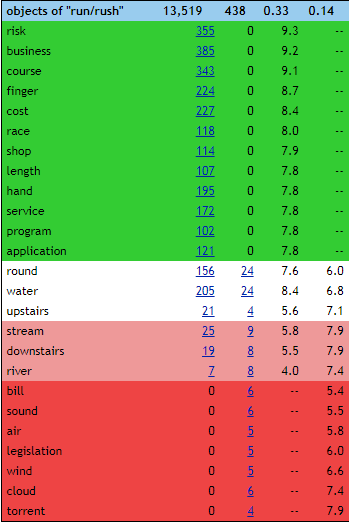 objects of "run/rush" 13,519 438 0.33 0.14
risk 355 0 9.3 --
business 385 0 9.2 --
course 343 0 9.1 --
finger 224 0 8.7 --
cost 227 0 8.4 --
race 118 0 8.0 --
shop 114 0 7.9 --
length 107 0 7.8 --
hand 195 0 7.8 --
service 172 0 7.8 --
program 102 0 7.8 --
application 121 0 7.8 --
round 156 24 7.6 6.0
water 205 24 8.4 6.8
upstairs 21 4 5.6 7.1
stream 25 9 5.8 7.9
downstairs 19 8 5.5 7.9
river 7 8 4.0 7.4
bill 0 6 -- 5.4
sound 0 6 -- 5.5
air 0 5 -- 5.8
legislation 0 5 -- 6.0
wind 0 5 -- 6.6
cloud 0 6 -- 7.4
torrent 0 4 -- 7.9